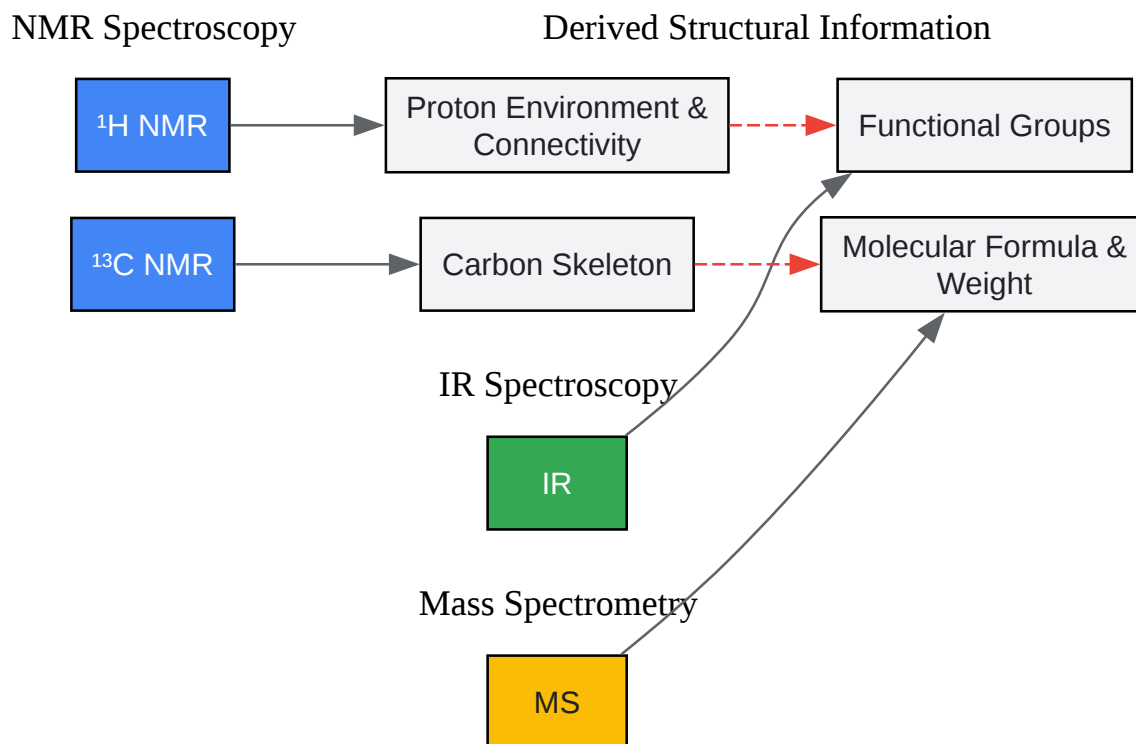 NMR Spectroscopy
Derived Structural Information
¹H NMR
Proton Environment &
Connectivity
Functional Groups
¹³C NMR
Carbon Skeleton
Molecular Formula &
Weight
IR Spectroscopy
IR
Mass Spectrometry
MS